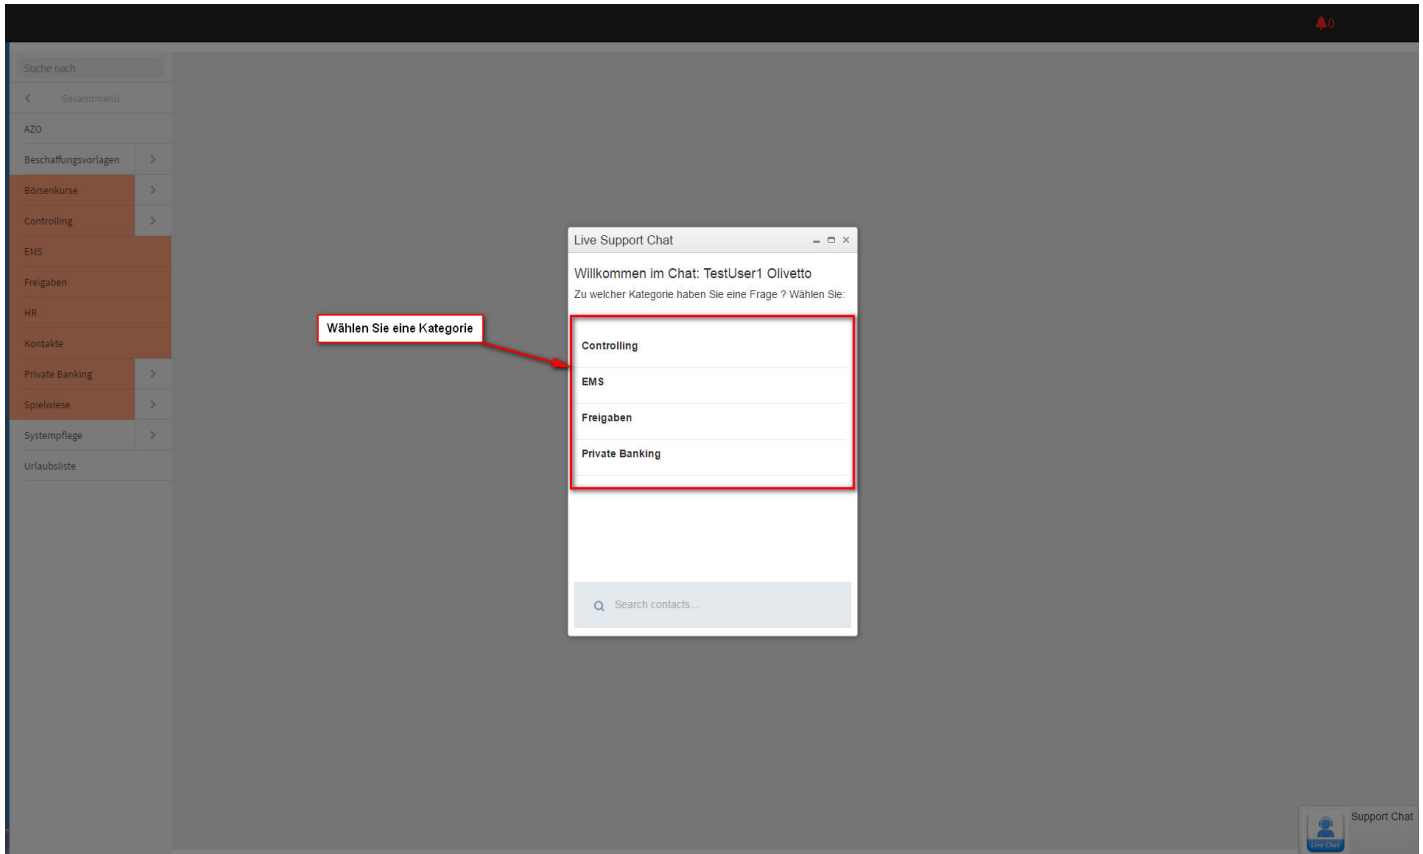 0
Suche nach
Gesamtmenü
AZO
Beschaffungsvorlagen
Börsenkurse
Controlling
EMS
Freigaben
HR
Kontakte
Private Banking
Spielwiese
Systempflege
Urlaubsliste
Wählen Sie eine Kategorie
Live Support Chat
Willkommen im Chat: TestUser1 Olivetto
Zu welcher Kategorie haben Sie eine Frage ? Wählen Sie:
Controlling
EMS
Freigaben
Private Banking
Search contacts...
Support Chat
Live Chat